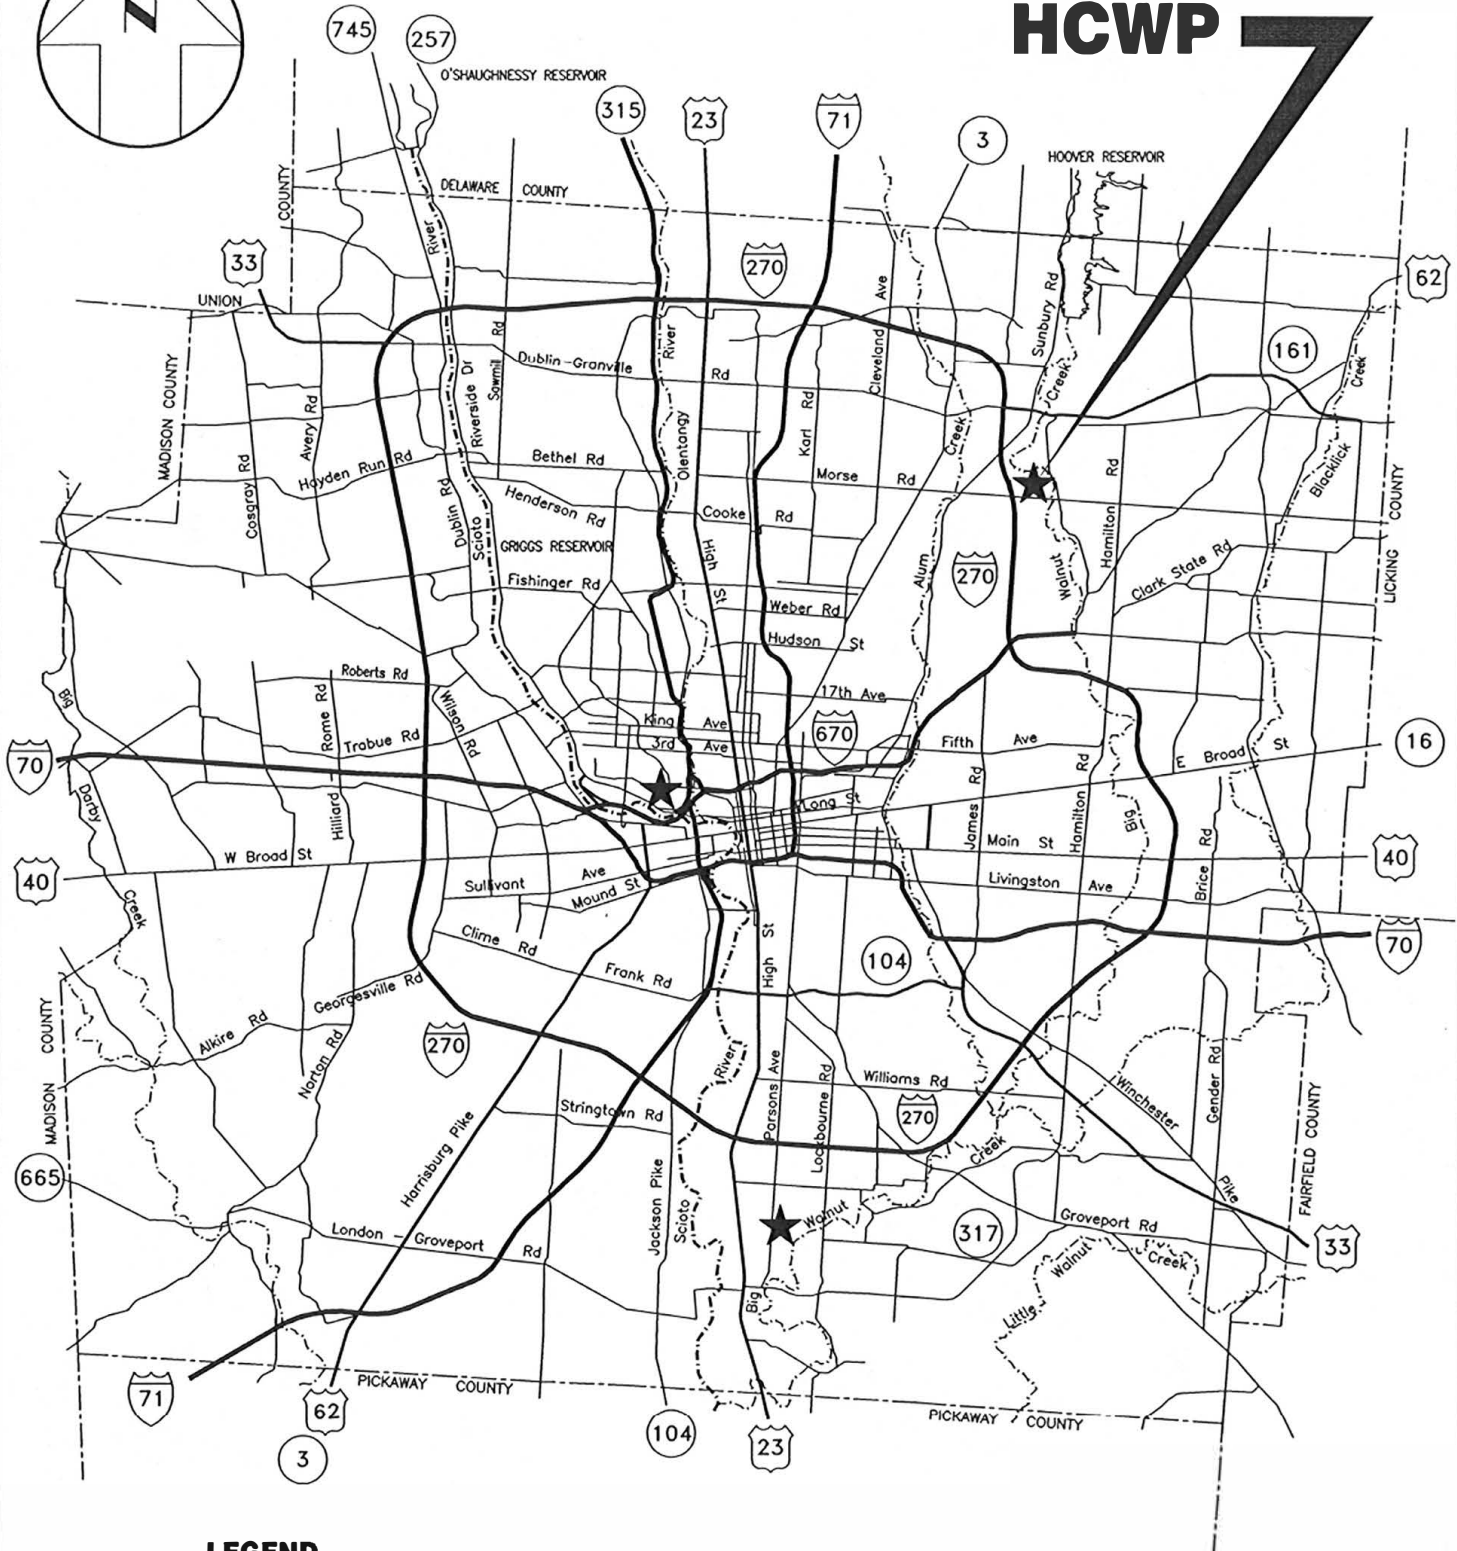 HCWP
N
745
257
O'SHAUGHNESSY RESERVOIR
315
23
71
3
HOOVER RESERVOIR
DELAWARE COUNTY
COUNTY
River
33
270
62
UNION
Ave
Sunbury Rd
161
MADISON COUNTY
Rd
Sawmill
Riverside Dr
River
Dublin-Granville
Rd
Cleveland
Creek
Creek
Avery Rd
Karl Rd
Olentangy
Creek
Hayden Run Rd
Bethel Rd
Morse Rd
Rd
Blacklick
Cosgray Rd
Dublin Rd
Henderson Rd
Cooke Rd
Hamilton
COUNTY
Scioto
GRIGGS RESERVOIR
High
St
Alum
270
Walnut
Clark State Rd
LICKING
Fishinger Rd
Weber Rd
Hudson St
Roberts Rd
Big
Rome Rd
Wilson Rd
17th Ave
King Ave
3rd Ave
670
Fifth Ave
16
Trabue Rd
E Broad St
70
Darby
Hilliard
Long St
James Rd
Hamilton Rd
Big
W Broad St
Main St
40
40
Brice Rd
Sullivant Ave
Mound St
Livingston Ave
Creek
Clime Rd
High St
104
70
Frank Rd
Georgesville Rd
Alkire Rd
COUNTY
270
Norton Rd
River
Williams Rd
MADISON
Stringtown Rd
Parsons Ave
Lockbourne Rd
270
Winchester
Gender Rd
Creek
FAIRFIELD COUNTY
665
Harrisburg Pike
Jackson Pike
Scioto
Walnut
Pike
London - Groveport Rd
317
Groveport Rd
33
Walnut
Creek
Big
Little
71
62
PICKAWAY COUNTY
PICKAWAY COUNTY
3
104
23
LEGEND